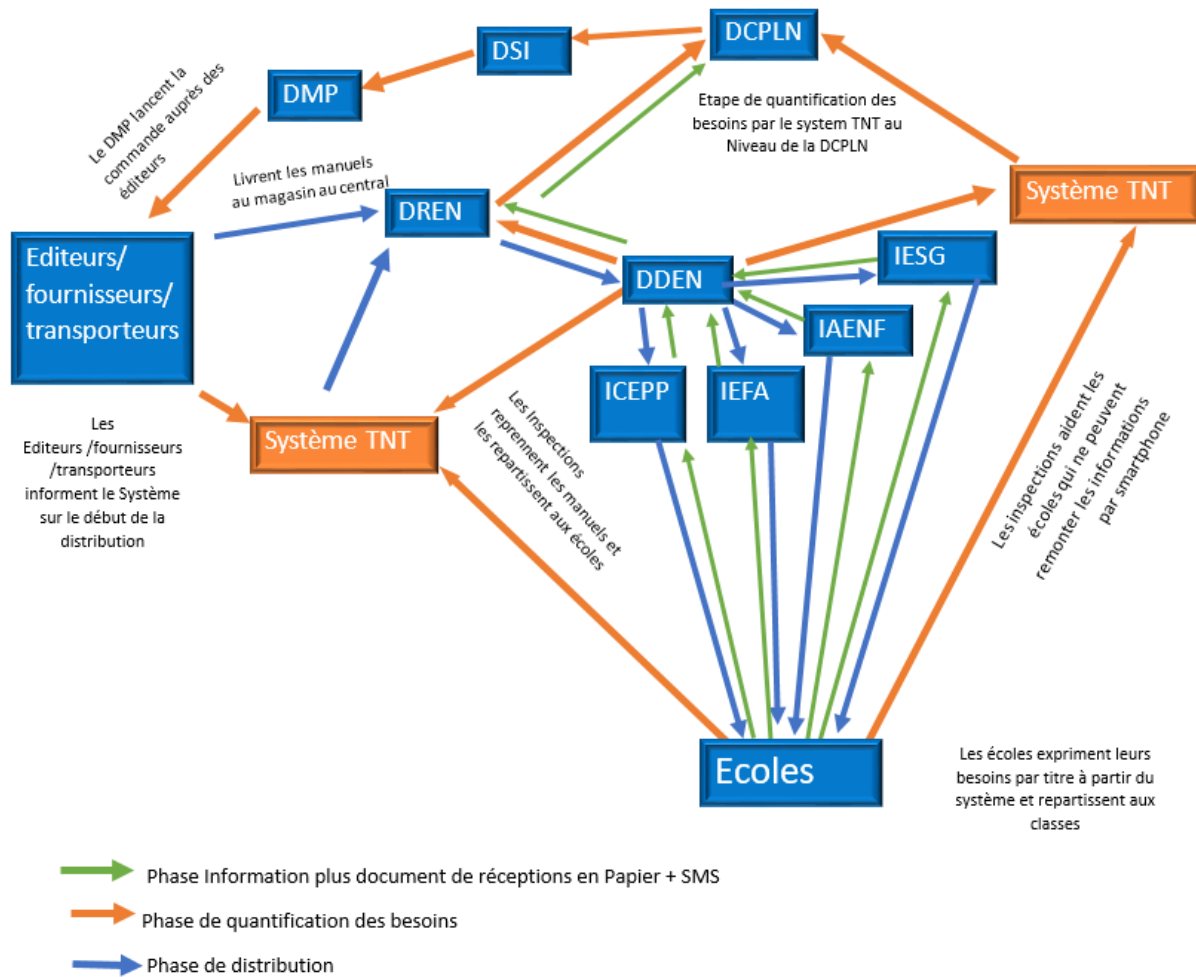 DCPLN
DSI
DMP
Le DMP lancent la
commande auprès des
éditeurs
Etape de quantification des
besoins par le system TNT au
Niveau de la DCPLN
Livrent les manuels
au magasin au central
DREN
Système TNT
Editeurs/
fournisseurs/
transporteurs
IESG
DDEN
IAENF
ICEPP
IEFA
Les
Editeurs /fournisseurs
/transporteurs
informent le Système
sur le début de la
distribution
Système TNT
Les Inspections
reprennent les manuels et
les repartissent aux écoles
Les inspections aident les
écoles qui ne peuvent
remonter les informations
par smartphone
Ecoles
Les écoles expriment leurs
besoins par titre à partir du
système et repartissent aux
classes
Phase Information plus document de réceptions en Papier + SMS
Phase de quantification des besoins
Phase de distribution